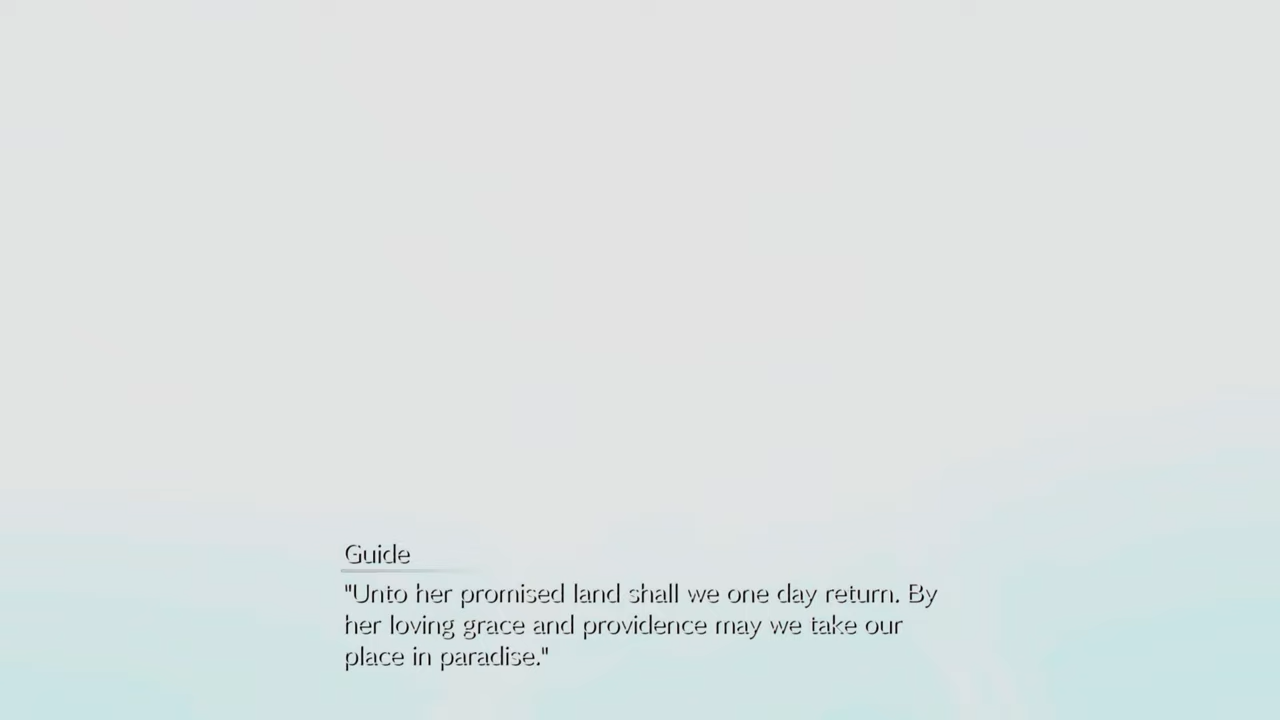 Guide
"Unto her promised land shall we one day return. By
her loving grace and providence may we take our
place in paradise."